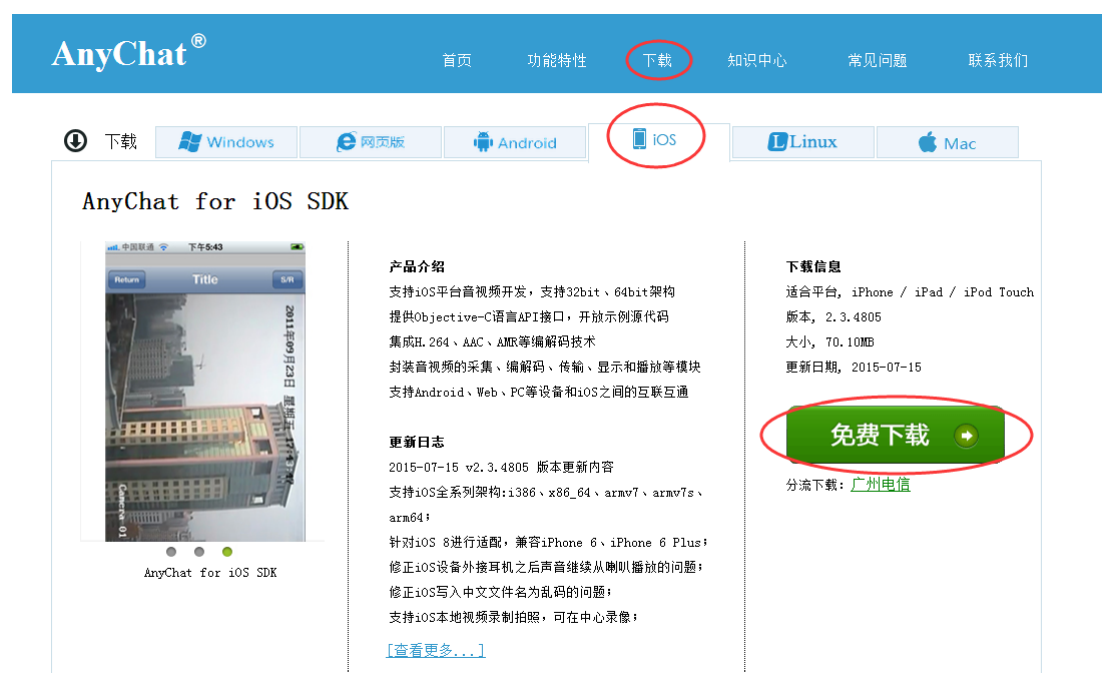 AnyChat®
首页 功能特性 下载 知识中心 常见问题 联系我们
下载 Windows 网页版 Android iOS Linux Mac
AnyChat for iOS SDK
中国联通 下午5:43
Return Title S/R
2011年09月23日 星期五 17:43:47
Camera 01
AnyChat for iOS SDK
产品介绍
支持iOS平台音视频开发，支持32bit、64bit架构
提供Objective-C语言API接口，开放示例源代码
集成H.264、AAC、AMR等编解码技术
封装音视频的采集、编解码、传输、显示和播放等模块
支持Android、Web、PC等设备和iOS之间的互联互通
更新日志
2015-07-15 v2.3.4805 版本更新内容
支持iOS全系列架构:i386、x86_64、armv7、armv7s、
arm64；
针对iOS 8进行适配，兼容iPhone 6、iPhone 6 Plus；
修正iOS设备外接耳机之后声音继续从喇叭播放的问题；
修正iOS写入中文文件名为乱码的问题；
支持iOS本地视频录制拍照，可在中心录像；
[查看更多...]
下载信息
适合平台, iPhone / iPad / iPod Touch
版本, 2.3.4805
大小, 70.10MB
更新日期, 2015-07-15
免费下载
分流下载：广州电信